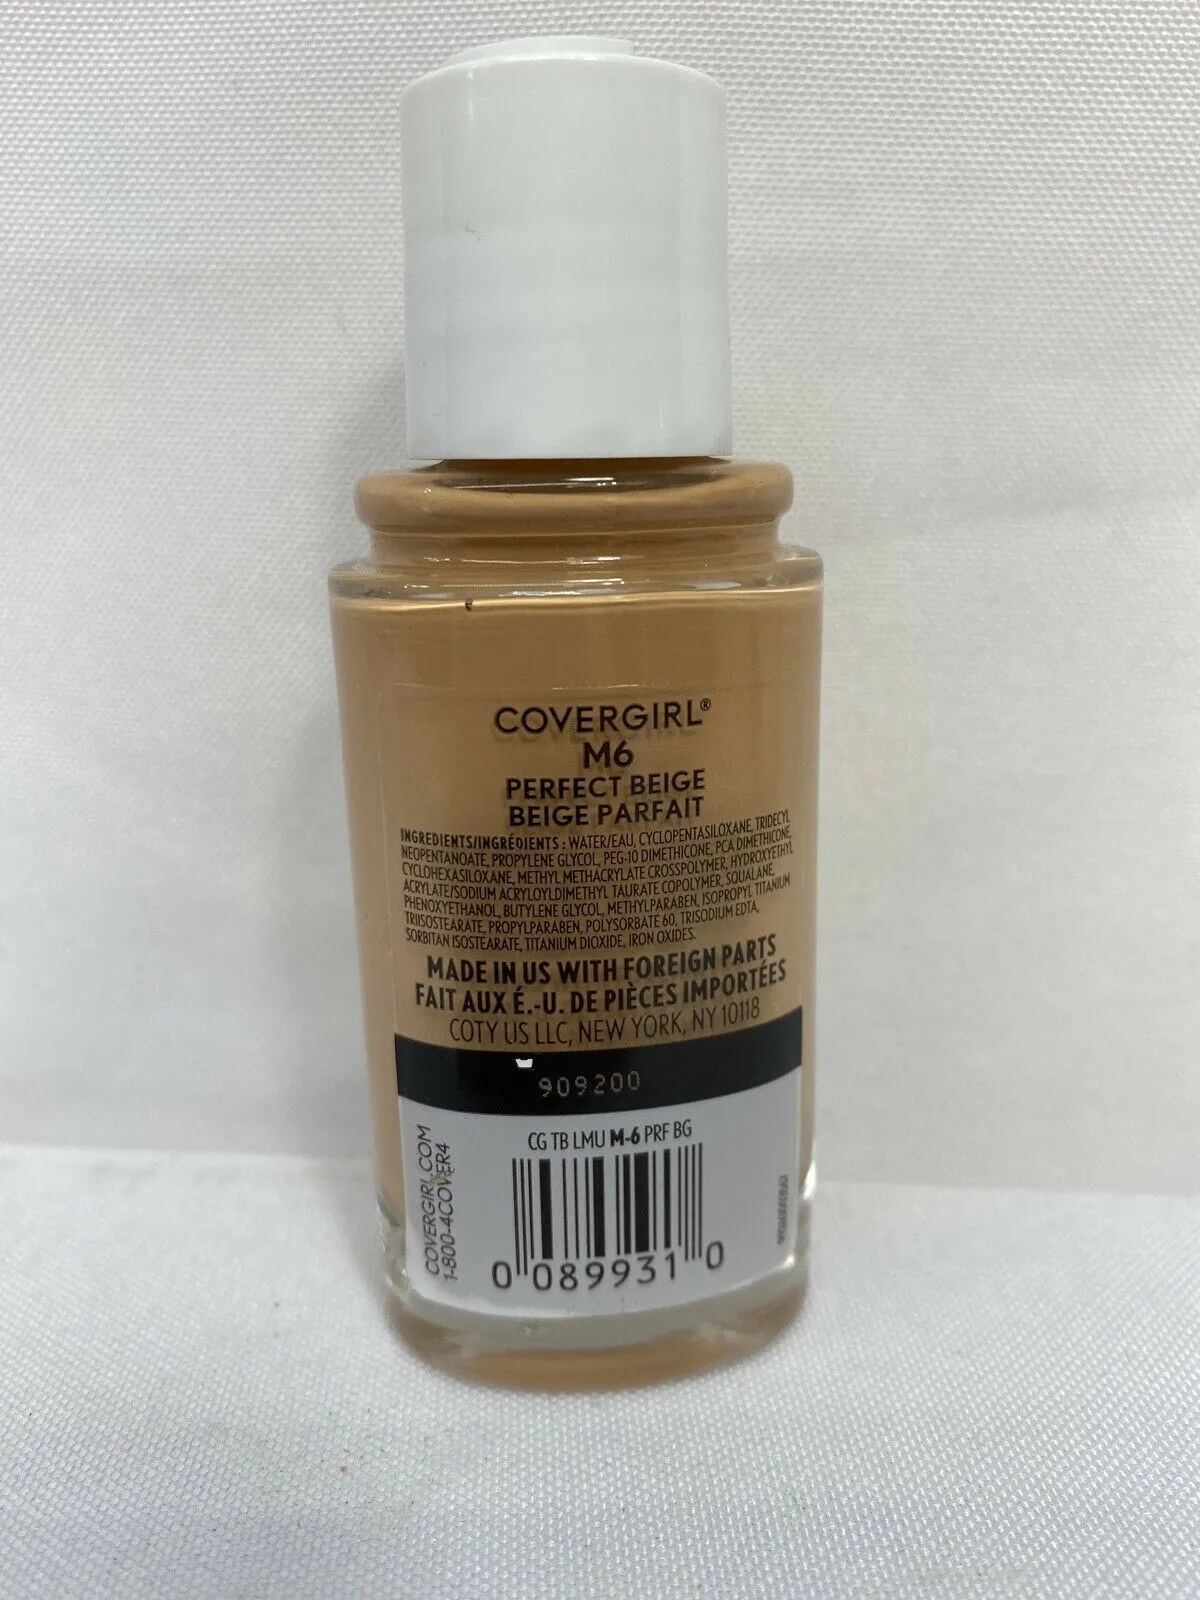 COVERGIRL®
M6
PERFECT BEIGE
BEIGE PARFAIT
INGREDIENTS/INGRÉDIENTS : WATER/EAU, CYCLOPENTASILOXANE, TRIDECYL
NEOPENTANOATE, PROPYLENE GLYCOL, PEG-10 DIMETHICONE, PCA DIMETHICONE,
CYCLOHEXASILOXANE, METHYL METHACRYLATE CROSSPOLYMER, HYDROXYETHYL
ACRYLATE/SODIUM ACRYLOYLDIMETHYL TAURATE COPOLYMER, SQUALANE,
PHENOXYETHANOL, BUTYLENE GLYCOL, METHYLPARABEN, ISOPROPYL TITANIUM
TRIISOSTEARATE, PROPYLPARABEN, POLYSORBATE 60, TRISODIUM EDTA,
SORBITAN ISOSTEARATE, TITANIUM DIOXIDE, IRON OXIDES.
MADE IN US WITH FOREIGN PARTS
FAIT AUX É.-U. DE PIÈCES IMPORTÉES
COTY US LLC, NEW YORK, NY 10118
909200
CG TB LMU M-6 PRF BG
COVERGIRL.COM
1-800-4COVER4
0 089931 0